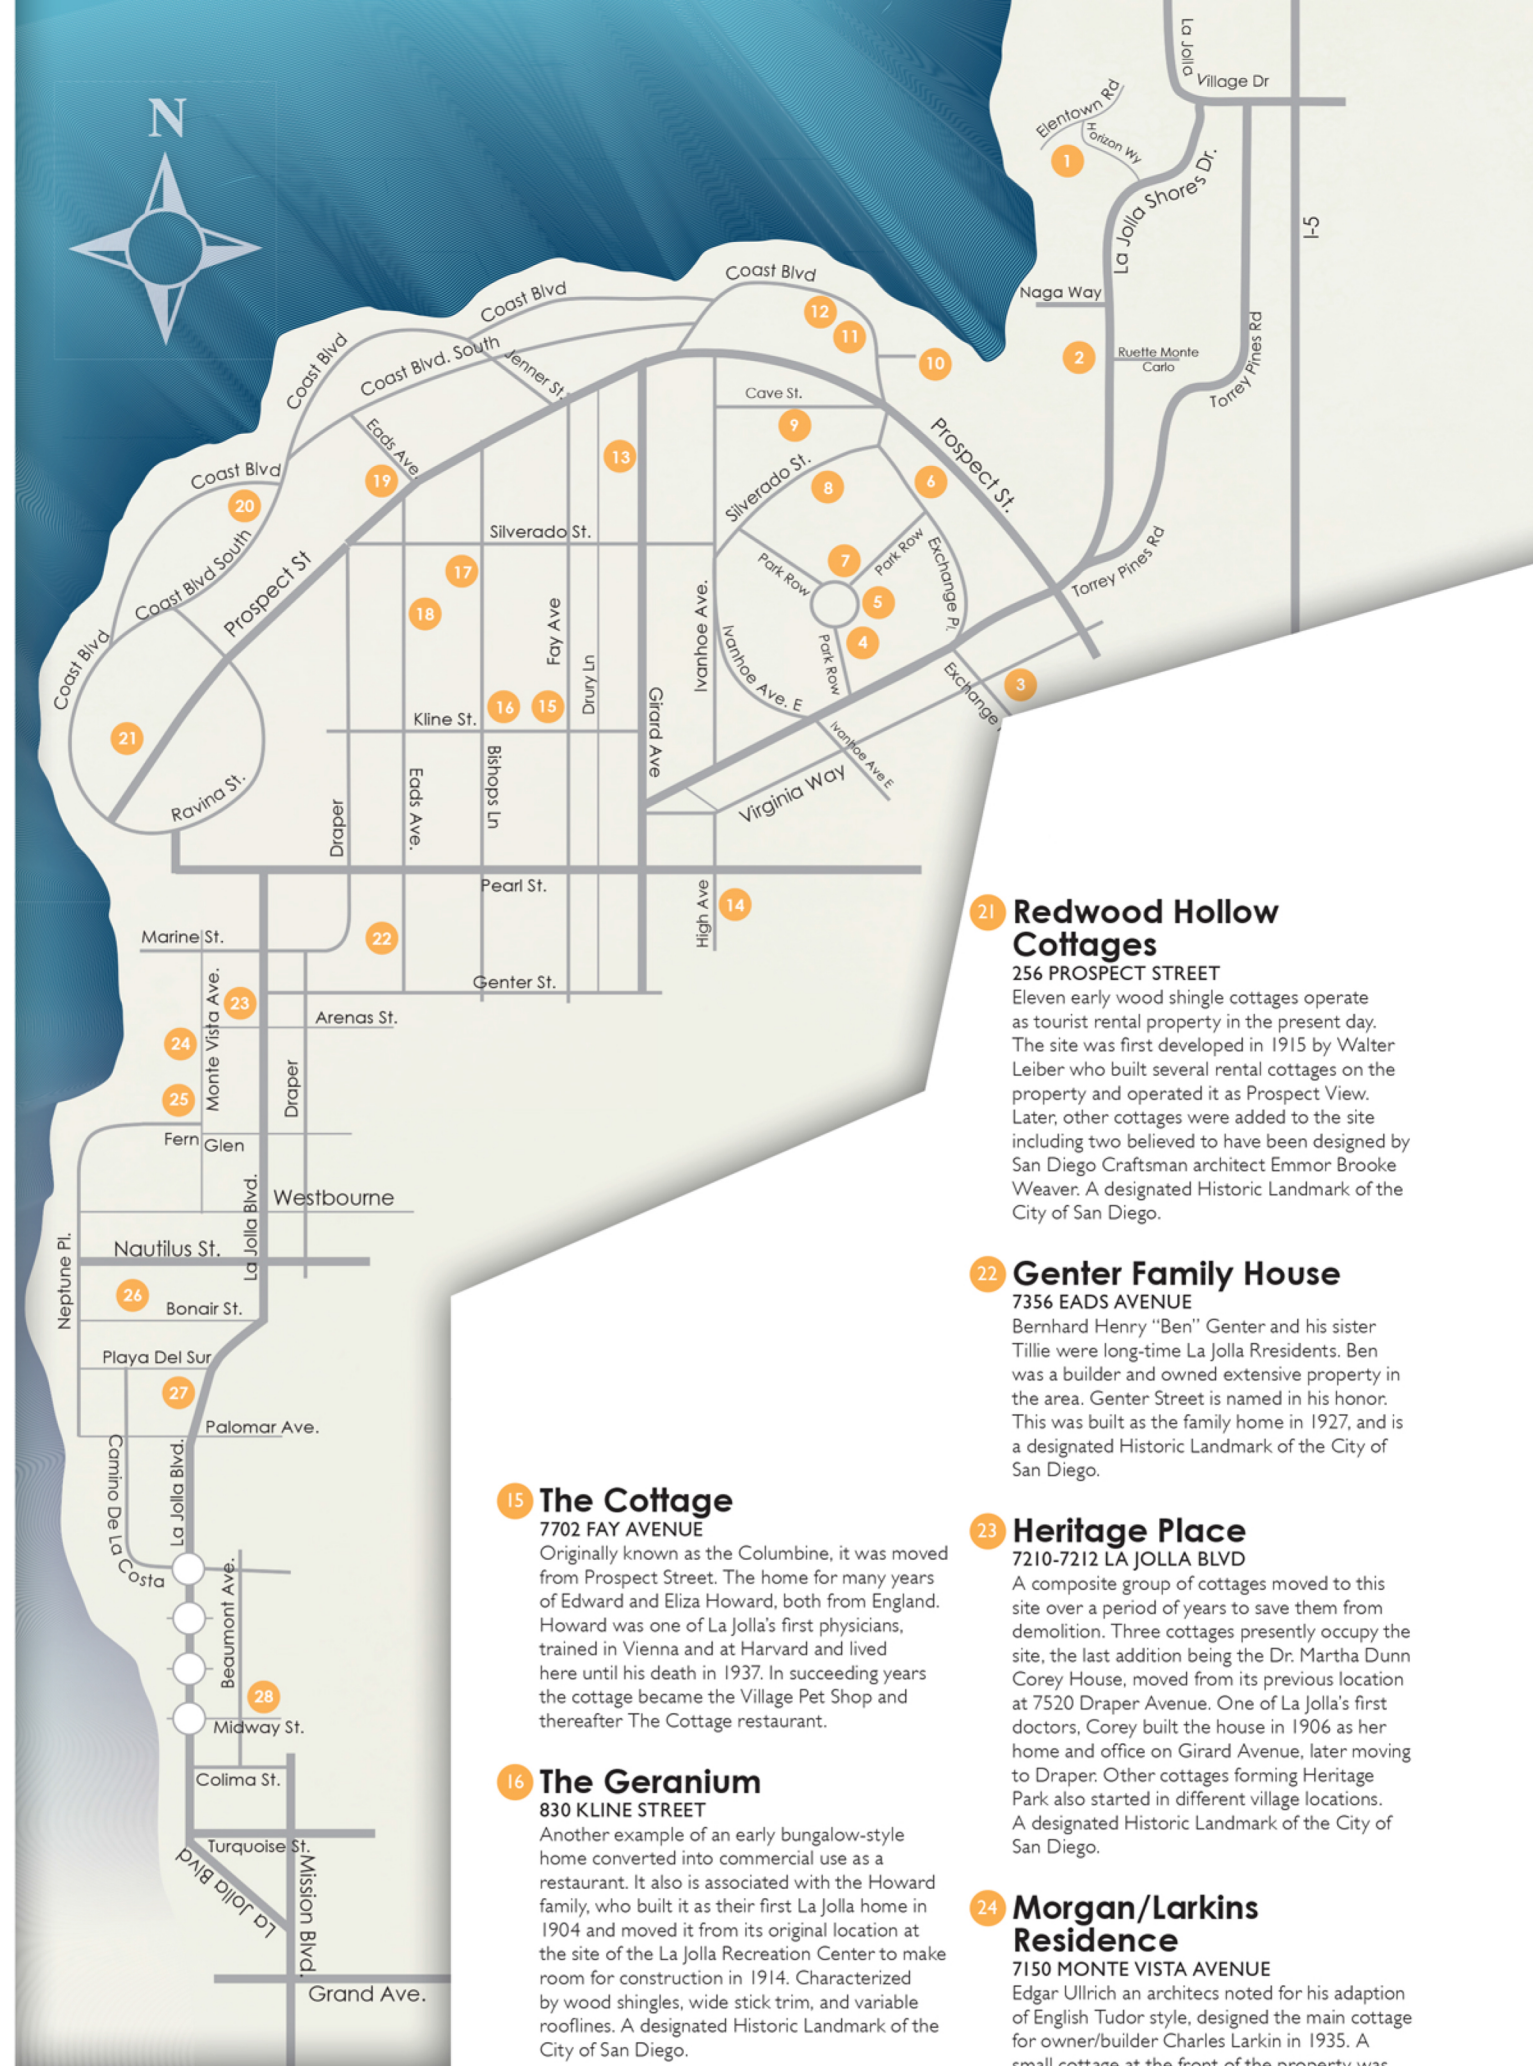 N
La Jolla
Village Dr
Elentown Rd
Horizon Wy
1
La Jolla Shores Dr.
I-5
Coast Blvd
Naga Way
Coast Blvd
12
11
10
2
Ruette Monte
Carlo
Torrey Pines Rd
Coast Blvd
Coast Blvd. South
Jenner St.
Cave St.
9
Prospect St.
Eads Ave.
13
Coast Blvd
19
Silverado St.
8
6
20
Silverado St.
Coast Blvd South
Prospect St
17
7
Park Row
Park Row
Exchange Pl.
Torrey Pines Rd
18
Fay Ave
Ivanhoe Ave.
5
4
Coast Blvd
Drury Ln
Ivanhoe Ave. E
Park Row
3
Exchange
16
15
Kline St.
Girard Ave
21
Ivanhoe Ave E
Virginia Way
Ravina St.
Draper
Eads Ave.
Bishops Ln
Pearl St.
High Ave
14
Marine St.
22
Genter St.
23
Monte Vista Ave.
Arenas St.
24
25
Draper
Fern Glen
La Jolla Blvd.
Westbourne
Neptune Pl.
Nautilus St.
26
Bonair St.
Playa Del Sur
27
Palomar Ave.
Camino De La Costa
La Jolla Blvd.
Beaumont Ave.
28
Midway St.
Colima St.
Turquoise St.
La Jolla Blvd
Mission Blvd.
Grand Ave.
15 The Cottage
7702 FAY AVENUE
Originally known as the Columbine, it was moved
from Prospect Street. The home for many years
of Edward and Eliza Howard, both from England.
Howard was one of La Jolla's first physicians,
trained in Vienna and at Harvard and lived
here until his death in 1937. In succeeding years
the cottage became the Village Pet Shop and
thereafter The Cottage restaurant.
16 The Geranium
830 KLINE STREET
Another example of an early bungalow-style
home converted into commercial use as a
restaurant. It also is associated with the Howard
family, who built it as their first La Jolla home in
1904 and moved it from its original location at
the site of the La Jolla Recreation Center to make
room for construction in 1914. Characterized
by wood shingles, wide stick trim, and variable
rooflines. A designated Historic Landmark of the
City of San Diego.
21 Redwood Hollow
Cottages
256 PROSPECT STREET
Eleven early wood shingle cottages operate
as tourist rental property in the present day.
The site was first developed in 1915 by Walter
Leiber who built several rental cottages on the
property and operated it as Prospect View.
Later, other cottages were added to the site
including two believed to have been designed by
San Diego Craftsman architect Emmor Brooke
Weaver. A designated Historic Landmark of the
City of San Diego.
22 Genter Family House
7356 EADS AVENUE
Bernhard Henry “Ben” Genter and his sister
Tillie were long-time La Jolla Rresidents. Ben
was a builder and owned extensive property in
the area. Genter Street is named in his honor.
This was built as the family home in 1927, and is
a designated Historic Landmark of the City of
San Diego.
23 Heritage Place
7210-7212 LA JOLLA BLVD
A composite group of cottages moved to this
site over a period of years to save them from
demolition. Three cottages presently occupy the
site, the last addition being the Dr. Martha Dunn
Corey House, moved from its previous location
at 7520 Draper Avenue. One of La Jolla's first
doctors, Corey built the house in 1906 as her
home and office on Girard Avenue, later moving
to Draper. Other cottages forming Heritage
Park also started in different village locations.
A designated Historic Landmark of the City of
San Diego.
24 Morgan/Larkins
Residence
7150 MONTE VISTA AVENUE
Edgar Ullrich an architecs noted for his adaption
of English Tudor style, designed the main cottage
for owner/builder Charles Larkin in 1935. A
small cottage at the front of the property was